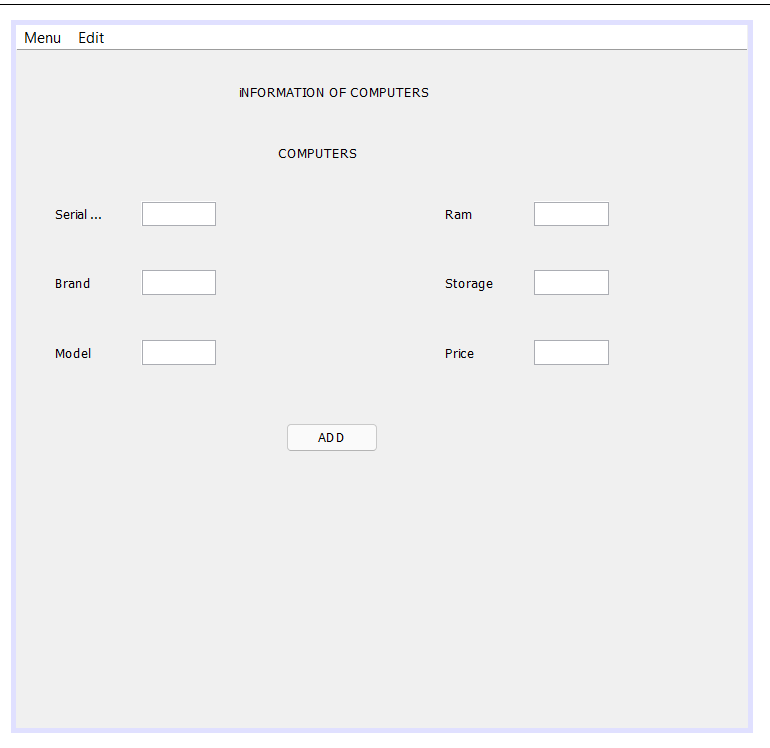 Menu Edit
iNFORMATION OF COMPUTERS
COMPUTERS
Serial ... Ram
Brand Storage
Model Price
ADD